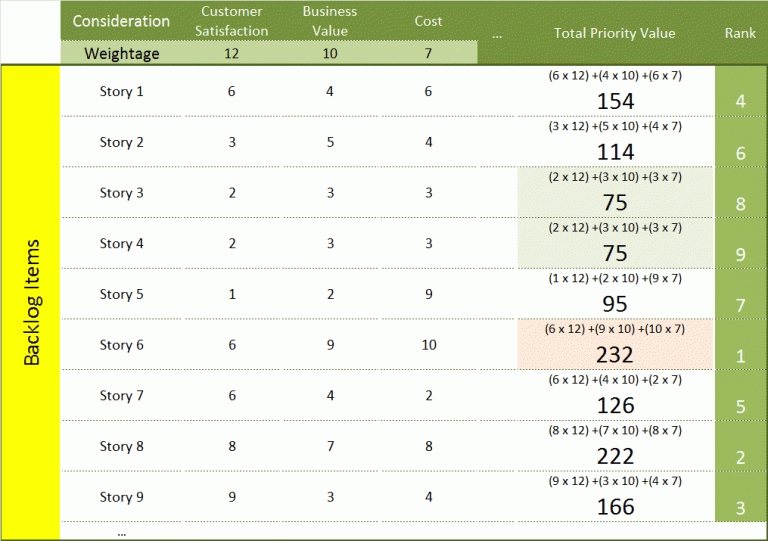 Consideration Customer Satisfaction Business Value Cost ... Total Priority Value Rank
Weightage 12 10 7
Backlog Items
(6 x 12) +(4 x 10) +(6 x 7)
Story 1 6 4 6 154 4
(3 x 12) +(5 x 10) +(4 x 7)
Story 2 3 5 4 114 6
(2 x 12) +(3 x 10) +(3 x 7)
Story 3 2 3 3 75 8
(2 x 12) +(3 x 10) +(3 x 7)
Story 4 2 3 3 75 9
(1 x 12) +(2 x 10) +(9 x 7)
Story 5 1 2 9 95 7
(6 x 12) +(9 x 10) +(10 x 7)
Story 6 6 9 10 232 1
(6 x 12) +(4 x 10) +(2 x 7)
Story 7 6 4 2 126 5
(8 x 12) +(7 x 10) +(8 x 7)
Story 8 8 7 8 222 2
(9 x 12) +(3 x 10) +(4 x 7)
Story 9 9 3 4 166 3
...